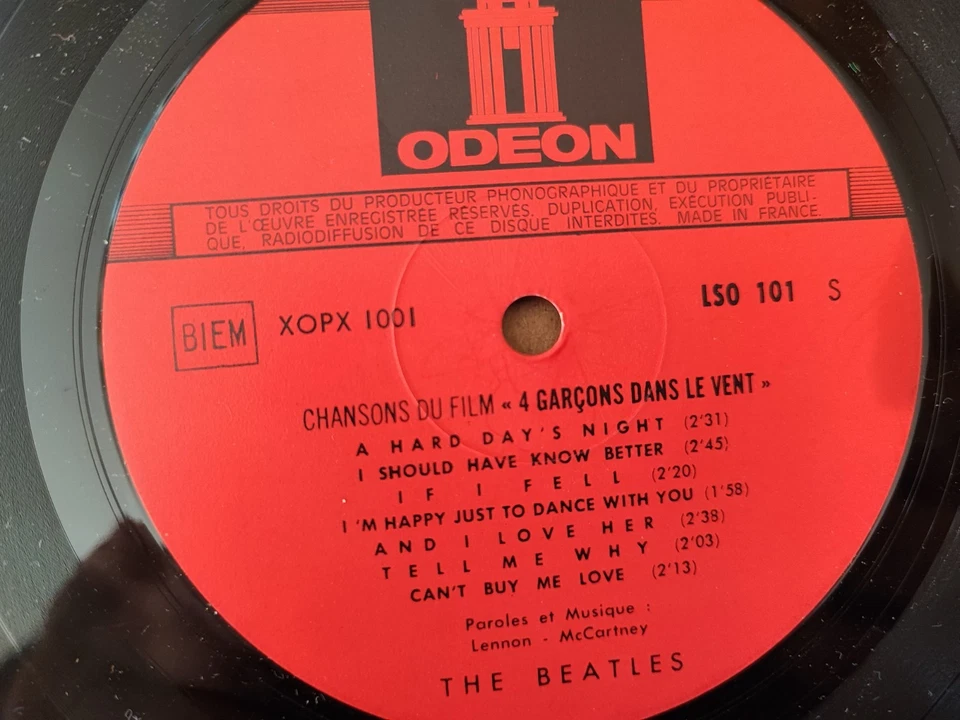 ODEON
TOUS DROITS DU PRODUCTEUR PHONOGRAPHIQUE ET DU PROPRIÉTAIRE
DE L'ŒUVRE ENREGISTRÉE RÉSERVÉS. DUPLICATION, EXÉCUTION PUBLI-
QUE, RADIODIFFUSION DE CE DISQUE INTERDITES. MADE IN FRANCE.
BIEM XOPX 1001 LSO 101 S
CHANSONS DU FILM « 4 GARÇONS DANS LE VENT »
A HARD DAY'S NIGHT (2'31)
I SHOULD HAVE KNOW BETTER (2'45)
IF I FELL (2'20)
I 'M HAPPY JUST TO DANCE WITH YOU (1'58)
AND I LOVE HER (2'38)
TELL ME WHY (2'03)
CAN'T BUY ME LOVE (2'13)
Paroles et Musique :
Lennon - McCartney
THE BEATLES